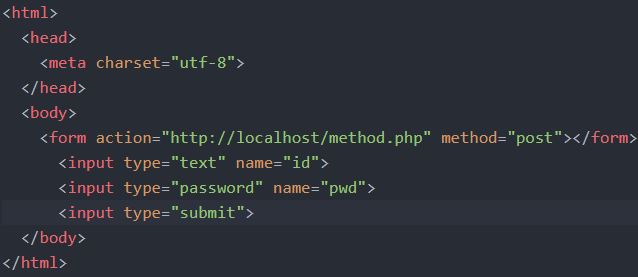 <html>
  <head>
    <meta charset="utf-8">
  </head>
  <body>
    <form action="http://localhost/method.php" method="post"></form>
      <input type="text" name="id">
      <input type="password" name="pwd">
      <input type="submit">
  </body>
</html>